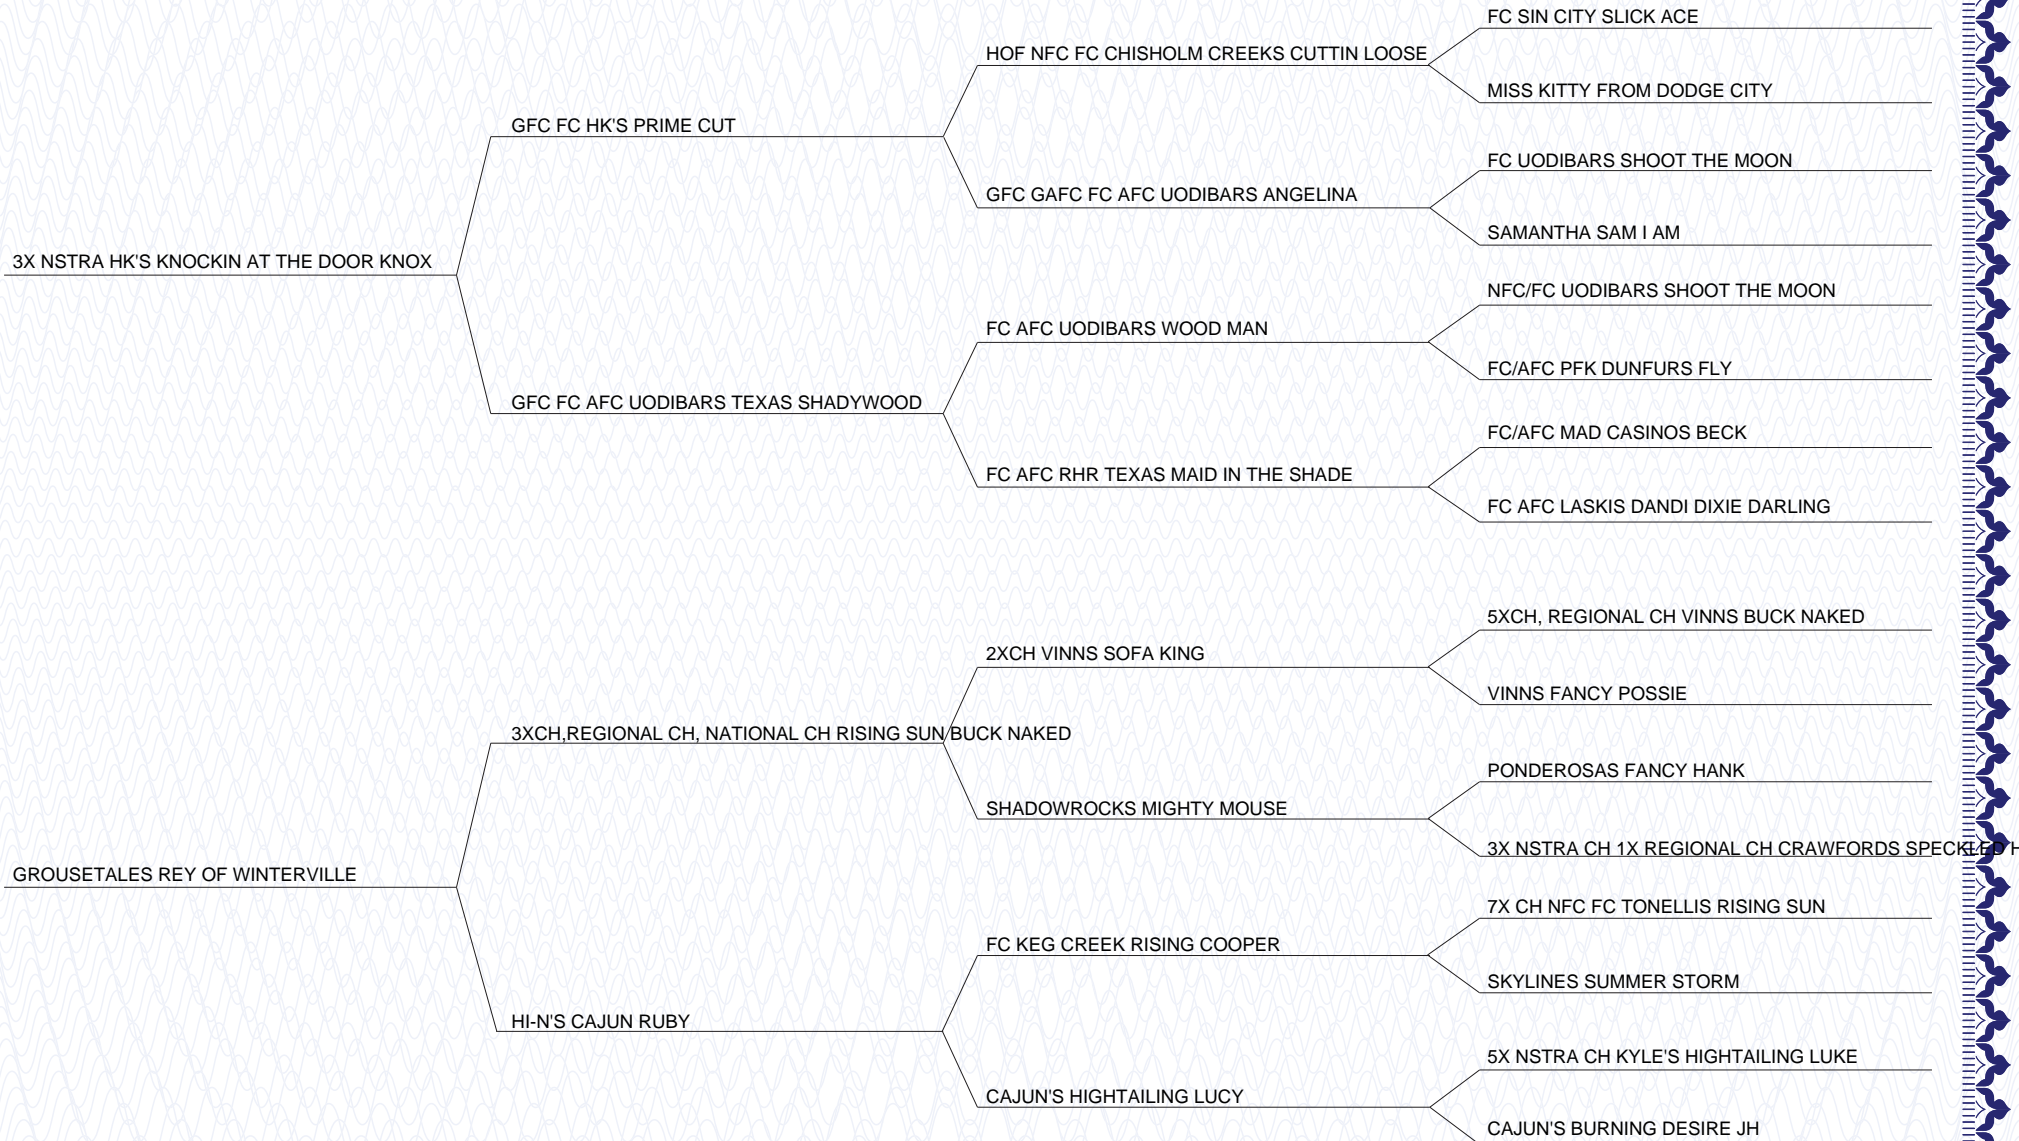 FC SIN CITY SLICK ACE
HOF NFC FC CHISHOLM CREEKS CUTTIN LOOSE
MISS KITTY FROM DODGE CITY
GFC FC HK'S PRIME CUT
FC UODIBARS SHOOT THE MOON
GFC GAFC FC AFC UODIBARS ANGELINA
SAMANTHA SAM I AM
3X NSTRA HK'S KNOCKIN AT THE DOOR KNOX
NFC/FC UODIBARS SHOOT THE MOON
FC AFC UODIBARS WOOD MAN
FC/AFC PFK DUNFURS FLY
GFC FC AFC UODIBARS TEXAS SHADYWOOD
FC/AFC MAD CASINOS BECK
FC AFC RHR TEXAS MAID IN THE SHADE
FC AFC LASKIS DANDI DIXIE DARLING
5XCH, REGIONAL CH VINNS BUCK NAKED
2XCH VINNS SOFA KING
VINNS FANCY POSSIE
3XCH,REGIONAL CH, NATIONAL CH RISING SUN BUCK NAKED
PONDEROSAS FANCY HANK
SHADOWROCKS MIGHTY MOUSE
3X NSTRA CH 1X REGIONAL CH CRAWFORDS SPECKLED
GROUSETALES REY OF WINTERVILLE
7X CH NFC FC TONELLIS RISING SUN
FC KEG CREEK RISING COOPER
SKYLINES SUMMER STORM
HI-N'S CAJUN RUBY
5X NSTRA CH KYLE'S HIGHTAILING LUKE
CAJUN'S HIGHTAILING LUCY
CAJUN'S BURNING DESIRE JH